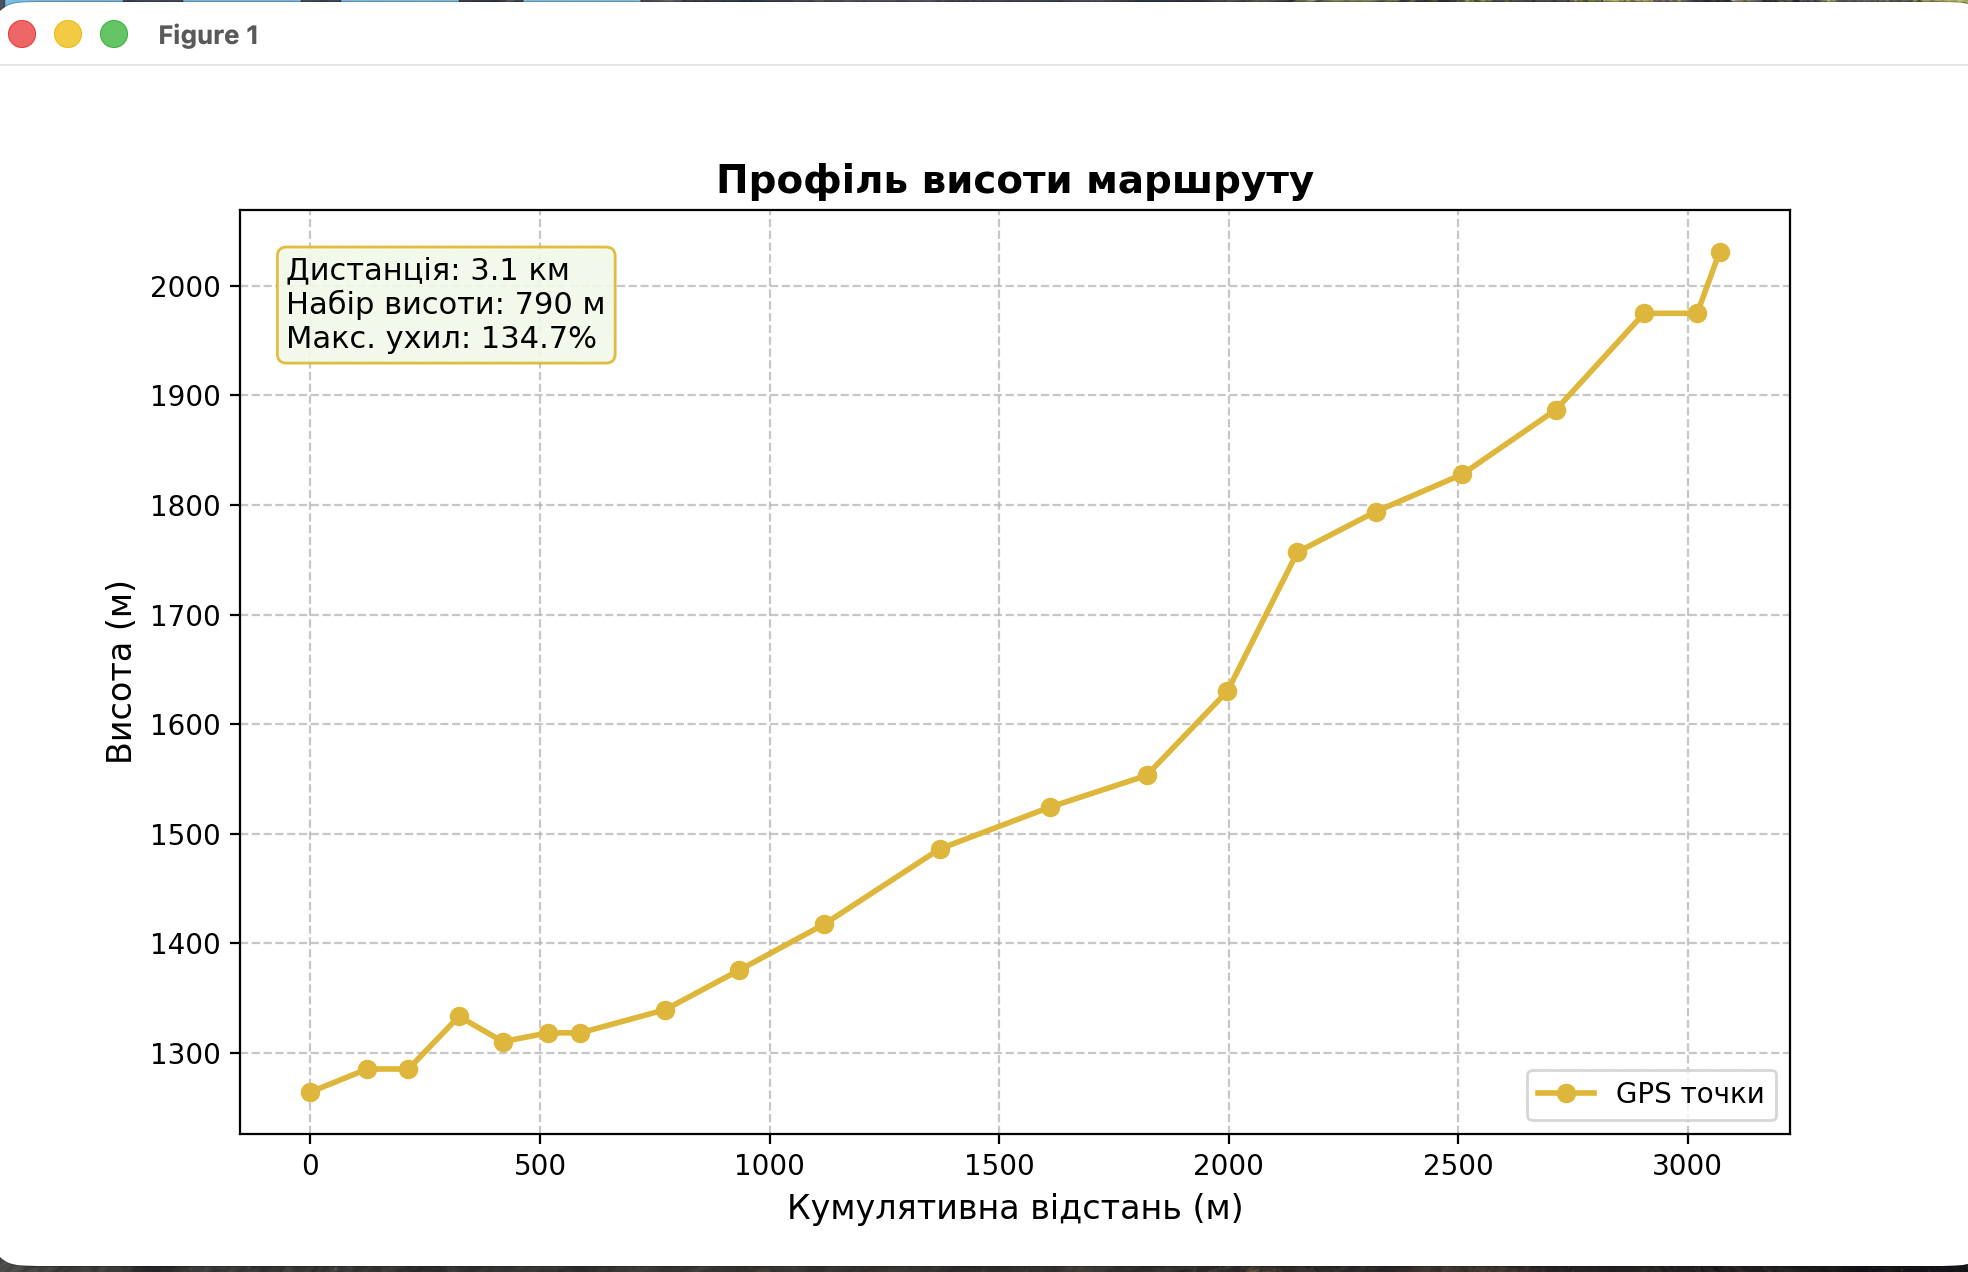 Figure 1
Профіль висоти маршруту
Дистанція: 3.1 км
Набір висоти: 790 м
Макс. ухил: 134.7%
2000
1900
1800
1700
1600
1500
1400
1300
Висота (м)
GPS точки
0 500 1000 1500 2000 2500 3000
Кумулятивна відстань (м)